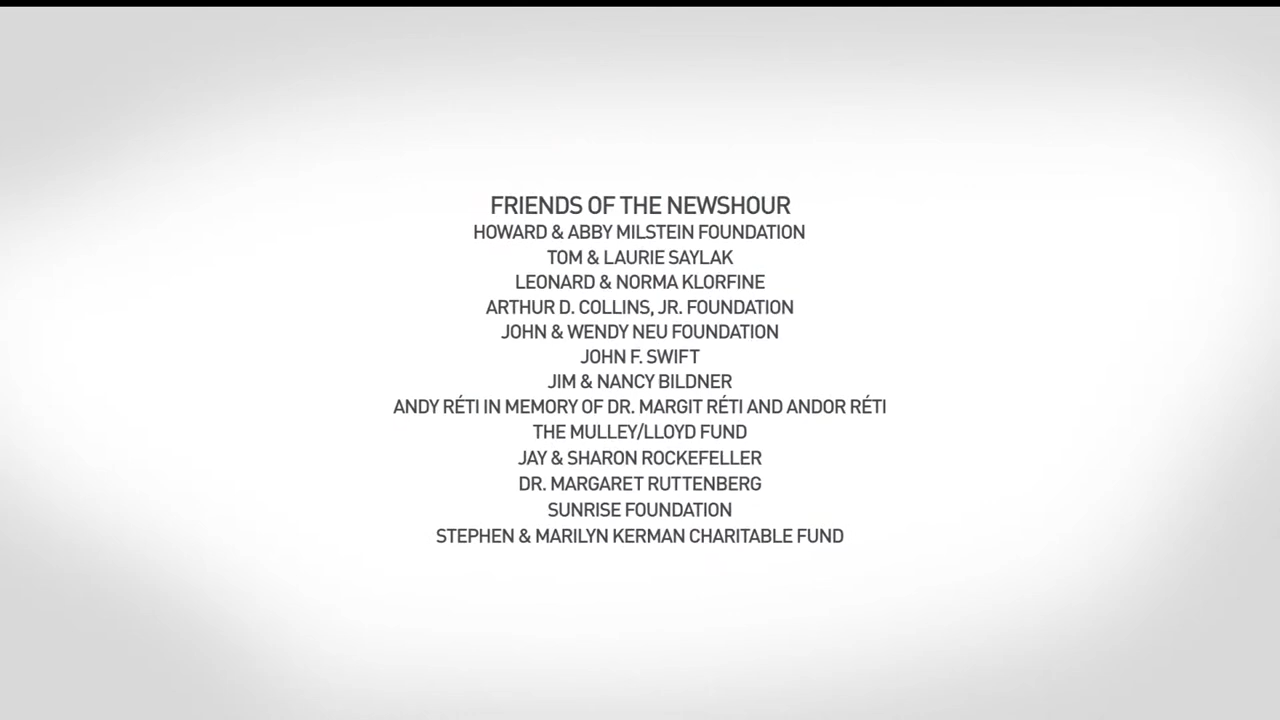 FRIENDS OF THE NEWSHOUR
HOWARD & ABBY MILSTEIN FOUNDATION
TOM & LAURIE SAYLAK
LEONARD & NORMA KLORFINE
ARTHUR D. COLLINS, JR. FOUNDATION
JOHN & WENDY NEU FOUNDATION
JOHN F. SWIFT
JIM & NANCY BILDNER
ANDY RÉTI IN MEMORY OF DR. MARGIT RÉTI AND ANDOR RÉTI
THE MULLEY/LLOYD FUND
JAY & SHARON ROCKEFELLER
DR. MARGARET RUTTENBERG
SUNRISE FOUNDATION
STEPHEN & MARILYN KERMAN CHARITABLE FUND